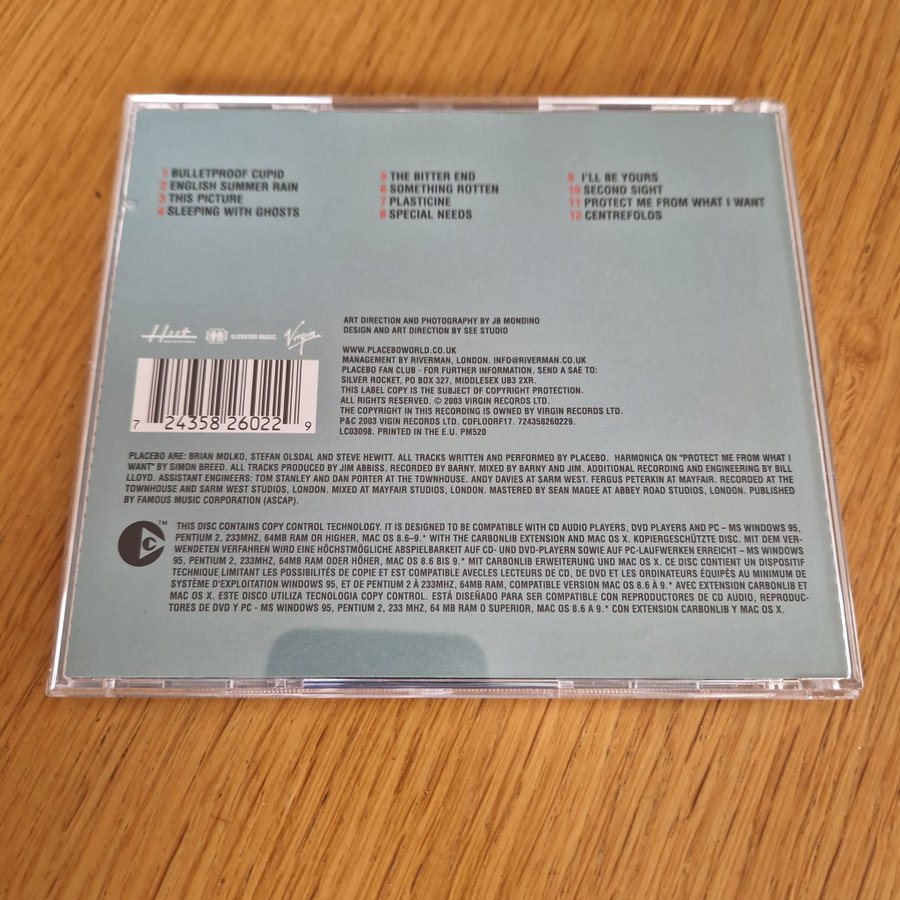 1 BULLETPROOF CUPID
2 ENGLISH SUMMER RAIN
3 THIS PICTURE
4 SLEEPING WITH GHOSTS
5 THE BITTER END
6 SOMETHING ROTTEN
7 PLASTICINE
8 SPECIAL NEEDS
9 I'LL BE YOURS
10 SECOND SIGHT
11 PROTECT ME FROM WHAT I WANT
12 CENTREFOLDS
ART DIRECTION AND PHOTOGRAPHY BY JB MONDINO
DESIGN AND ART DIRECTION BY SEE STUDIO
Hut RECORDINGS
ELEVATOR MUSIC
Virgin
WWW.PLACEBOWORLD.CO.UK
MANAGEMENT BY RIVERMAN, LONDON. INFO@RIVERMAN.CO.UK
PLACEBO FAN CLUB - FOR FURTHER INFORMATION, SEND A SAE TO:
SILVER ROCKET, PO BOX 327, MIDDLESEX UB3 2XR.
THIS LABEL COPY IS THE SUBJECT OF COPYRIGHT PROTECTION.
ALL RIGHTS RESERVED. © 2003 VIRGIN RECORDS LTD.
THE COPYRIGHT IN THIS RECORDING IS OWNED BY VIRGIN RECORDS LTD.
P&C 2003 VIGIN RECORDS LTD. CDFLOORF17. 724358260229.
LC03098. PRINTED IN THE E.U. PM520
7 24358 26022 9
PLACEBO ARE: BRIAN MOLKO, STEFAN OLSDAL AND STEVE HEWITT. ALL TRACKS WRITTEN AND PERFORMED BY PLACEBO. HARMONICA ON "PROTECT ME FROM WHAT I
WANT" BY SIMON BREED. ALL TRACKS PRODUCED BY JIM ABBISS. RECORDED BY BARNY. MIXED BY BARNY AND JIM. ADDITIONAL RECORDING AND ENGINEERING BY BILL
LLOYD. ASSISTANT ENGINEERS: TOM STANLEY AND DAN PORTER AT THE TOWNHOUSE. ANDY DAVIES AT SARM WEST. FERGUS PETERKIN AT MAYFAIR. RECORDED AT THE
TOWNHOUSE AND SARM WEST STUDIOS, LONDON. MIXED AT MAYFAIR STUDIOS, LONDON. MASTERED BY SEAN MAGEE AT ABBEY ROAD STUDIOS, LONDON. PUBLISHED
BY FAMOUS MUSIC CORPORATION (ASCAP).
THIS DISC CONTAINS COPY CONTROL TECHNOLOGY. IT IS DESIGNED TO BE COMPATIBLE WITH CD AUDIO PLAYERS, DVD PLAYERS AND PC – MS WINDOWS 95,
PENTIUM 2, 233MHZ, 64MB RAM OR HIGHER, MAC OS 8.6–9.* WITH THE CARBONLIB EXTENSION AND MAC OS X. KOPIERGESCHÜTZTE DISC. MIT DEM VER-
WENDETEN VERFAHREN WIRD EINE HÖCHSTMÖGLICHE ABSPIELBARKEIT AUF CD- UND DVD-PLAYERN SOWIE AUF PC-LAUFWERKEN ERREICHT – MS WINDOWS
95, PENTIUM 2, 233MHZ, 64MB RAM ODER HÖHER, MAC OS 8.6 BIS 9.* MIT CARBONLIB ERWEITERUNG UND MAC OS X. CE DISC CONTIENT UN DISPOSITIF
TECHNIQUE LIMITANT LES POSSIBILITÉS DE COPIE ET EST COMPATIBLE AVECLES LECTEURS DE CD, DE DVD ET LES ORDINATEURS ÉQUIPÉS AU MINIMUM DE
SYSTÈME D'EXPLOITATION WINDOWS 95, ET DE PENTIUM 2 À 233MHZ, 64MB RAM, COMPATIBLE VERSION MAC OS 8.6 À 9.* AVEC EXTENSION CARBONLIB ET
MAC OS X. ESTE DISCO UTILIZA TECNOLOGIA COPY CONTROL. ESTÁ DISEÑADO PARA SER COMPATIBLE CON REPRODUCTORES DE CD AUDIO, REPRODUC-
TORES DE DVD Y PC - MS WINDOWS 95, PENTIUM 2, 233 MHZ, 64 MB RAM O SUPERIOR, MAC OS 8.6 A 9.* CON EXTENSION CARBONLIB Y MAC OS X.
TM